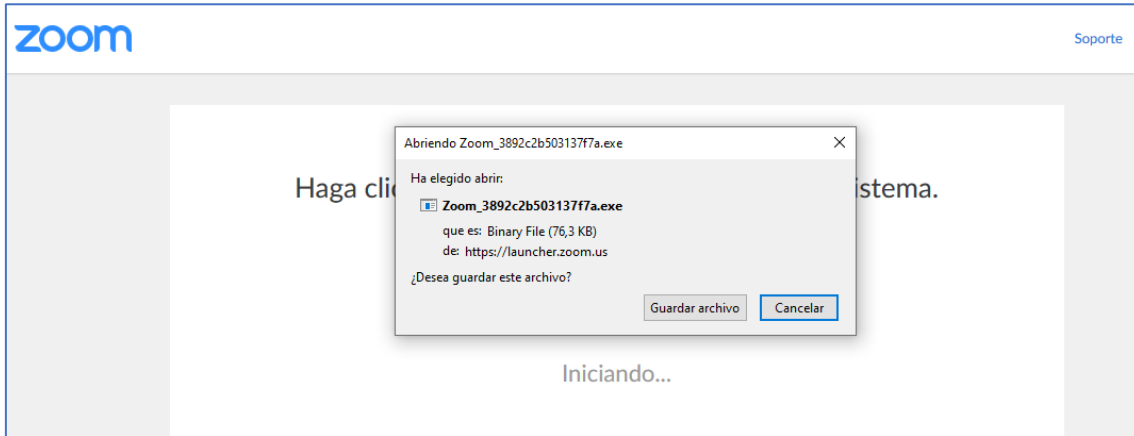 zoom
Soporte
Abriendo Zoom_3892c2b503137f7a.exe
Ha elegido abrir:
Haga clic istema.
Zoom_3892c2b503137f7a.exe
que es: Binary File (76,3 KB)
de: https://launcher.zoom.us
¿Desea guardar este archivo?
Guardar archivo Cancelar
Iniciando...